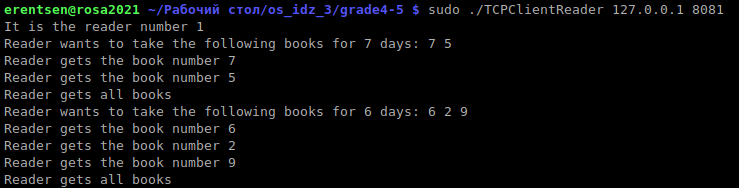 erentsen@rosa2021 ~/Рабочий стол/os_idz_3/grade4-5 $ sudo ./TCPClientReader 127.0.0.1 8081
It is the reader number 1
Reader wants to take the following books for 7 days: 7 5
Reader gets the book number 7
Reader gets the book number 5
Reader gets all books
Reader wants to take the following books for 6 days: 6 2 9
Reader gets the book number 6
Reader gets the book number 2
Reader gets the book number 9
Reader gets all books